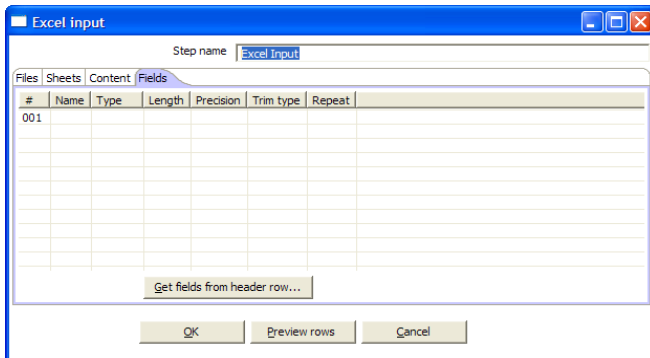 Excel input
Step name Excel Input
Files Sheets Content Fields
# Name Type Length Precision Trim type Repeat
001
Get fields from header row...
OK Preview rows Cancel